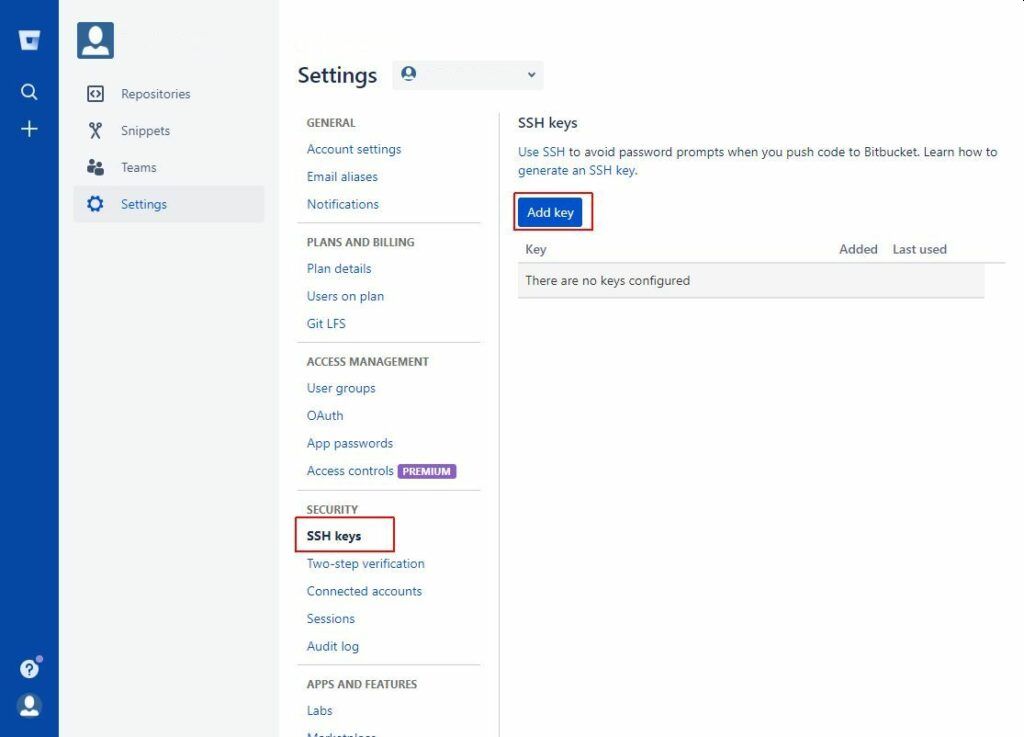 Repositories
Snippets
Teams
Settings
Settings
GENERAL
Account settings
Email aliases
Notifications
PLANS AND BILLING
Plan details
Users on plan
Git LFS
ACCESS MANAGEMENT
User groups
OAuth
App passwords
Access controls PREMIUM
SECURITY
SSH keys
Two-step verification
Connected accounts
Sessions
Audit log
APPS AND FEATURES
Labs
SSH keys
Use SSH to avoid password prompts when you push code to Bitbucket. Learn how to
generate an SSH key.
Add key
Key Added Last used
There are no keys configured